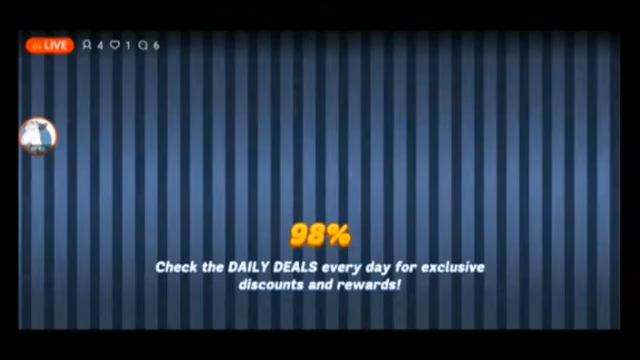 LIVE 4 1 6
98%
Check the DAILY DEALS every day for exclusive
discounts and rewards!